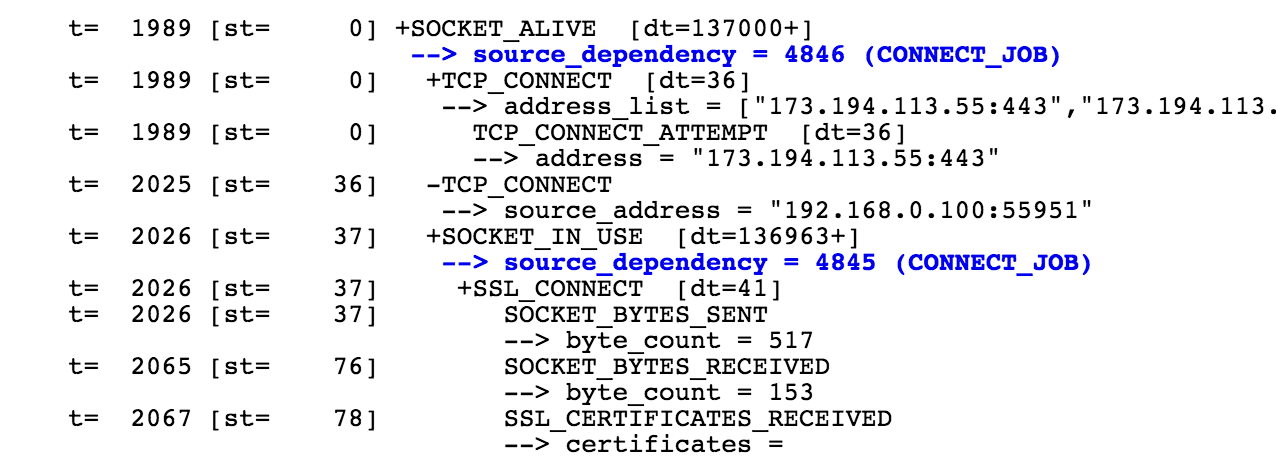 t=  1989 [st=     0] +SOCKET_ALIVE  [dt=137000+]
--> source_dependency = 4846 (CONNECT_JOB)
t=  1989 [st=     0]   +TCP_CONNECT  [dt=36]
--> address_list = ["173.194.113.55:443","173.194.113.
t=  1989 [st=     0]      TCP_CONNECT_ATTEMPT  [dt=36]
--> address = "173.194.113.55:443"
t=  2025 [st=    36]   -TCP_CONNECT
--> source_address = "192.168.0.100:55951"
t=  2026 [st=    37]   +SOCKET_IN_USE  [dt=136963+]
--> source_dependency = 4845 (CONNECT_JOB)
t=  2026 [st=    37]     +SSL_CONNECT  [dt=41]
t=  2026 [st=    37]        SOCKET_BYTES_SENT
--> byte_count = 517
t=  2065 [st=    76]        SOCKET_BYTES_RECEIVED
--> byte_count = 153
t=  2067 [st=    78]        SSL_CERTIFICATES_RECEIVED
--> certificates =